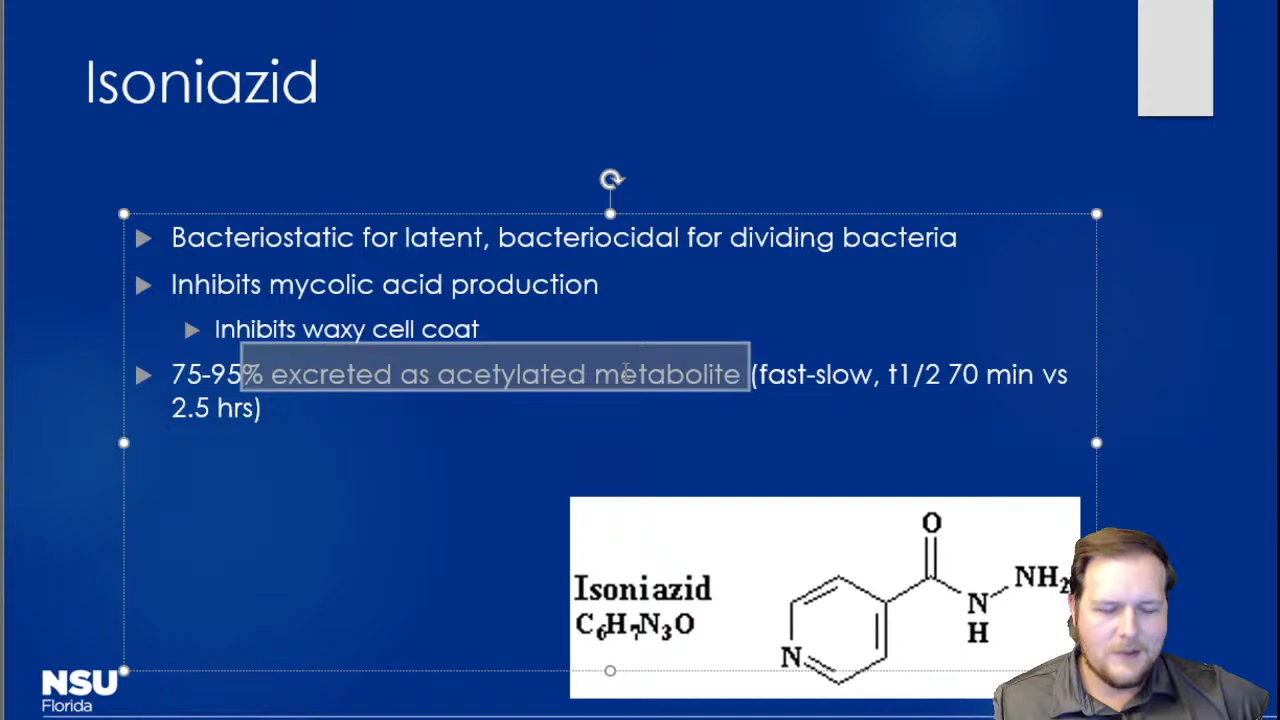 Isoniazid
Bacteriostatic for latent, bacteriocidal for dividing bacteria
Inhibits mycolic acid production
Inhibits waxy cell coat
75-95% excreted as acetylated metabolite (fast-slow, t1/2 70 min vs
2.5 hrs)
Isoniazid
C₆H₇N₃O
O
NH₂
N
H
N
NSU
Florida